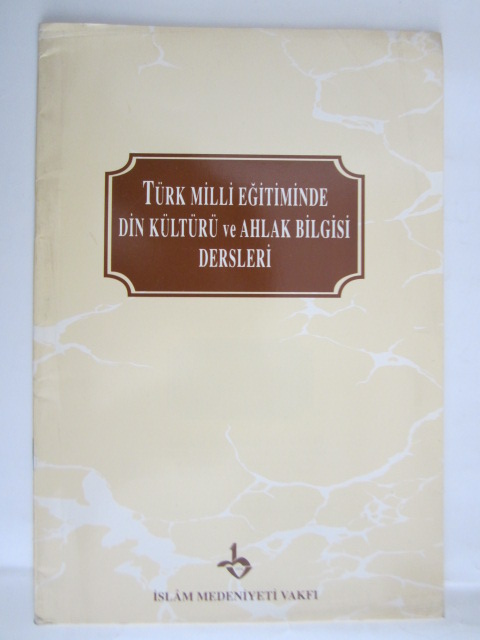 TÜRK MİLLİ EĞİTİMİNDE
DİN KÜLTÜRÜ ve AHLAK BİLGİSİ
DERSLERİ
İSLÂM MEDENİYETİ VAKFI